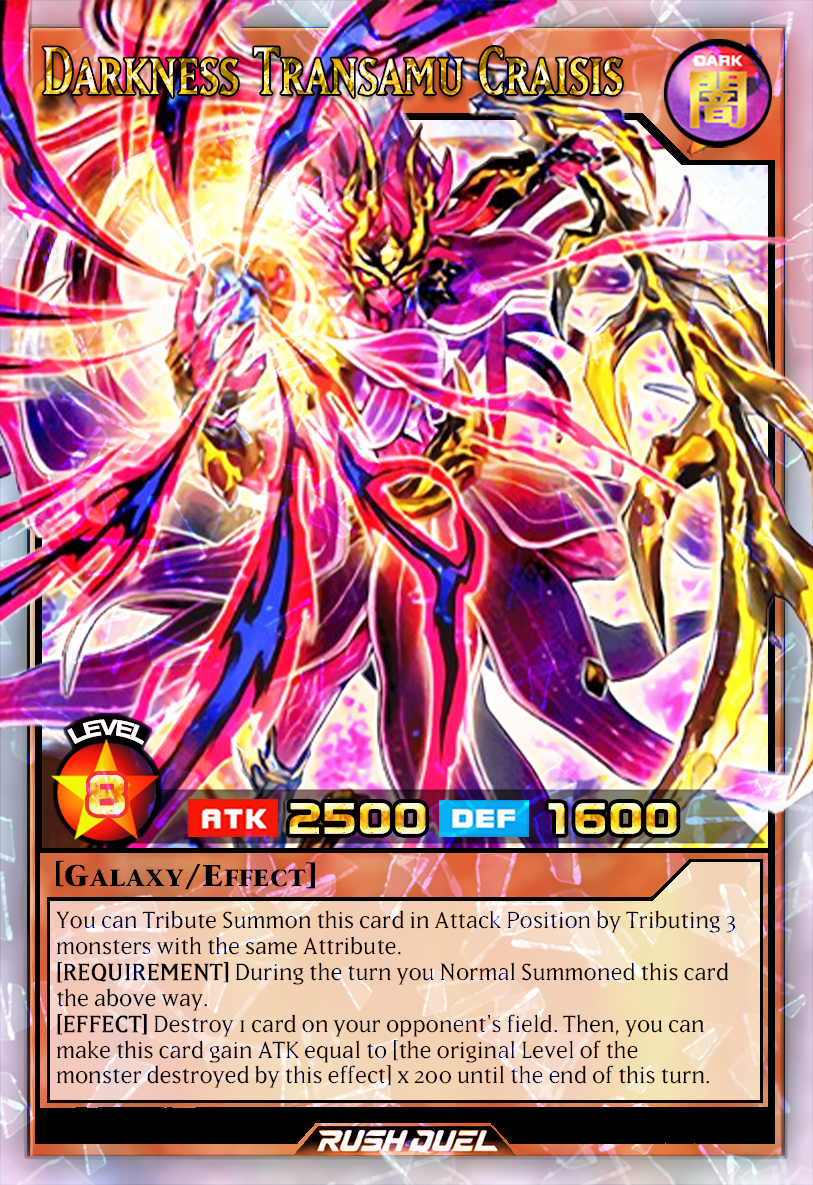 Darkness Transamu Craisis
DARK
闇
LEVEL
8
ATK 2500 DEF 1600
[Galaxy/Effect]
You can Tribute Summon this card in Attack Position by Tributing 3
monsters with the same Attribute.
[REQUIREMENT] During the turn you Normal Summoned this card
the above way.
[EFFECT] Destroy 1 card on your opponent's field. Then, you can
make this card gain ATK equal to [the original Level of the
monster destroyed by this effect] x 200 until the end of this turn.
RUSH DUEL